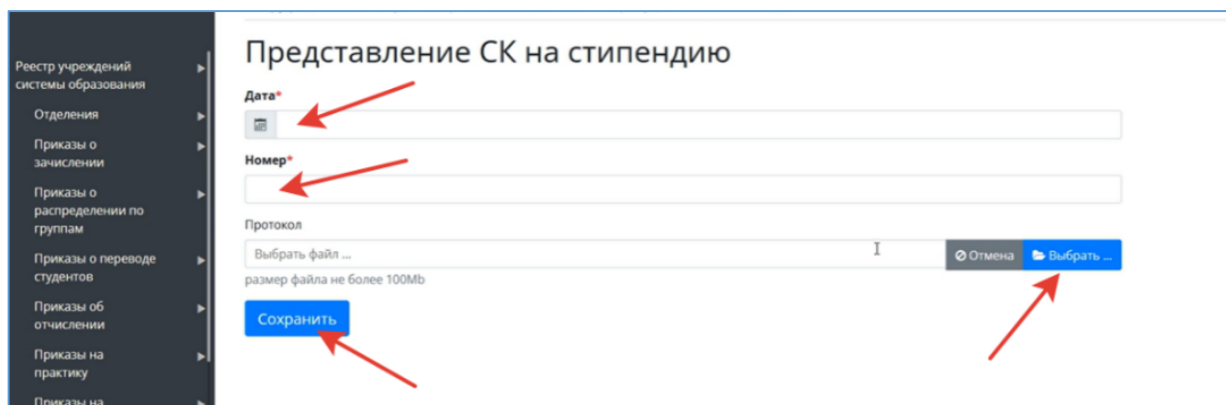 Представление СК на стипендию
Реестр учреждений
системы образования
Отделения
Приказы о
зачислении
Приказы о
распределении по
группам
Приказы о переводе
студентов
Приказы об
отчислении
Приказы на
практику
Приказы на
Дата*
Номер*
Протокол
Выбрать файл ...
Отмена
Выбрать ...
размер файла не более 100Mb
Сохранить